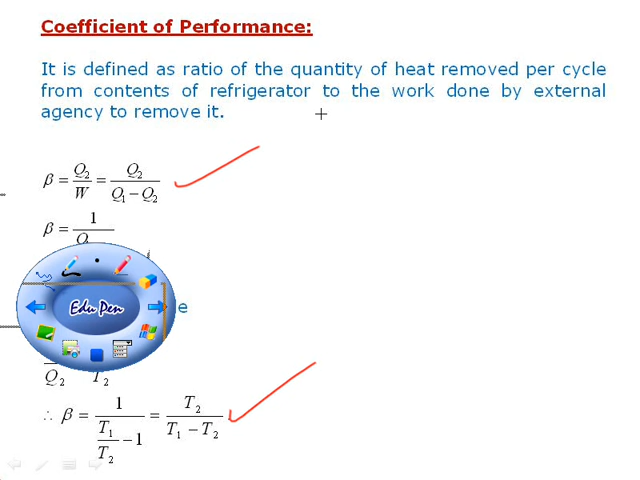 Coefficient of Performance:
It is defined as ratio of the quantity of heat removed per cycle
from contents of refrigerator to the work done by external
agency to remove it.
β = Q₂/W = Q₂/(Q₁ − Q₂)
β = 1/Q
Edu Pen
e
Q₂ T₂
∴ β = 1/(T₁/T₂ − 1) = T₂/(T₁ − T₂)